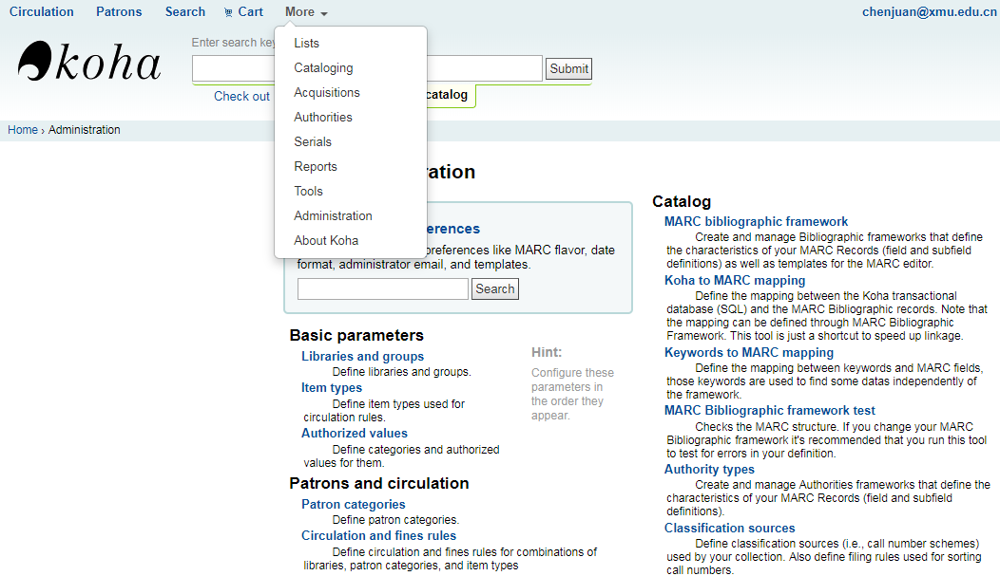 Circulation Patrons Search Cart More chenjuan@xmu.edu.cn
koha
Enter search key
Submit
Check out
catalog
Lists
Cataloging
Acquisitions
Authorities
Serials
Reports
Tools
Administration
About Koha
Home › Administration
ration
erences
preferences like MARC flavor, date
format, administrator email, and templates.
Search
Basic parameters
Libraries and groups
Define libraries and groups.
Item types
Define item types used for
circulation rules.
Authorized values
Define categories and authorized
values for them.
Hint:
Configure these
parameters in
the order they
appear.
Patrons and circulation
Patron categories
Define patron categories.
Circulation and fines rules
Define circulation and fines rules for combinations of
libraries, patron categories, and item types
Catalog
MARC bibliographic framework
Create and manage Bibliographic frameworks that define
the characteristics of your MARC Records (field and subfield
definitions) as well as templates for the MARC editor.
Koha to MARC mapping
Define the mapping between the Koha transactional
database (SQL) and the MARC Bibliographic records. Note that
the mapping can be defined through MARC Bibliographic
Framework. This tool is just a shortcut to speed up linkage.
Keywords to MARC mapping
Define the mapping between keywords and MARC fields,
those keywords are used to find some datas independently of
the framework.
MARC Bibliographic framework test
Checks the MARC structure. If you change your MARC
Bibliographic framework it's recommended that you run this tool
to test for errors in your definition.
Authority types
Create and manage Authorities frameworks that define the
characteristics of your MARC Records (field and subfield
definitions).
Classification sources
Define classification sources (i.e., call number schemes)
used by your collection. Also define filing rules used for sorting
call numbers.